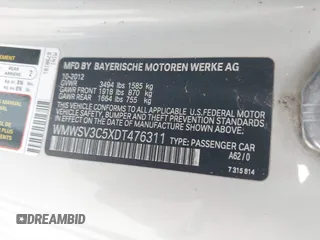 MFD BY BAYERISCHE MOTOREN WERKE AG
10-2012
GVWR 3494 lbs 1585 kg
GAWR FRONT 1918 lbs 870 kg
GAWR REAR 1664 lbs 755 kg
THIS VEHICLE CONFORMS TO ALL APPLICABLE
U.S. FEDERAL MOTOR VEHICLE SAFETY, BUMPER,
AND THEFT PREVENTION STANDARDS IN EFFECT ON
THE DATE OF MANUFACTURE SHOWN ABOVE.
WMWSV3C5XDT476311 TYPE: PASSENGER CAR
A62/0
7 315 814
DREAMBID
DREAMBID.COM